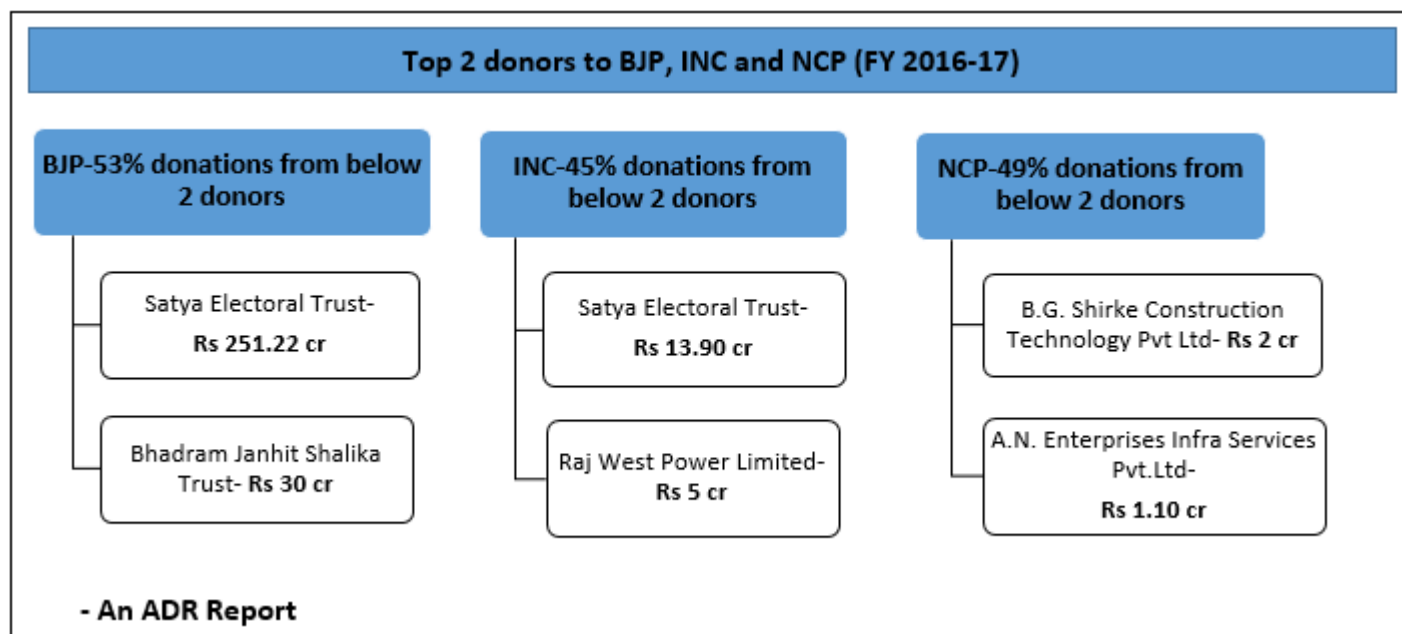 Top 2 donors to BJP, INC and NCP (FY 2016-17)
BJP-53% donations from below
2 donors
Satya Electoral Trust-
Rs 251.22 cr
Bhadram Janhit Shalika
Trust- Rs 30 cr
INC-45% donations from
below 2 donors
Satya Electoral Trust-
Rs 13.90 cr
Raj West Power Limited-
Rs 5 cr
NCP-49% donations from
below 2 donors
B.G. Shirke Construction
Technology Pvt Ltd- Rs 2 cr
A.N. Enterprises Infra Services
Pvt.Ltd-
Rs 1.10 cr
- An ADR Report